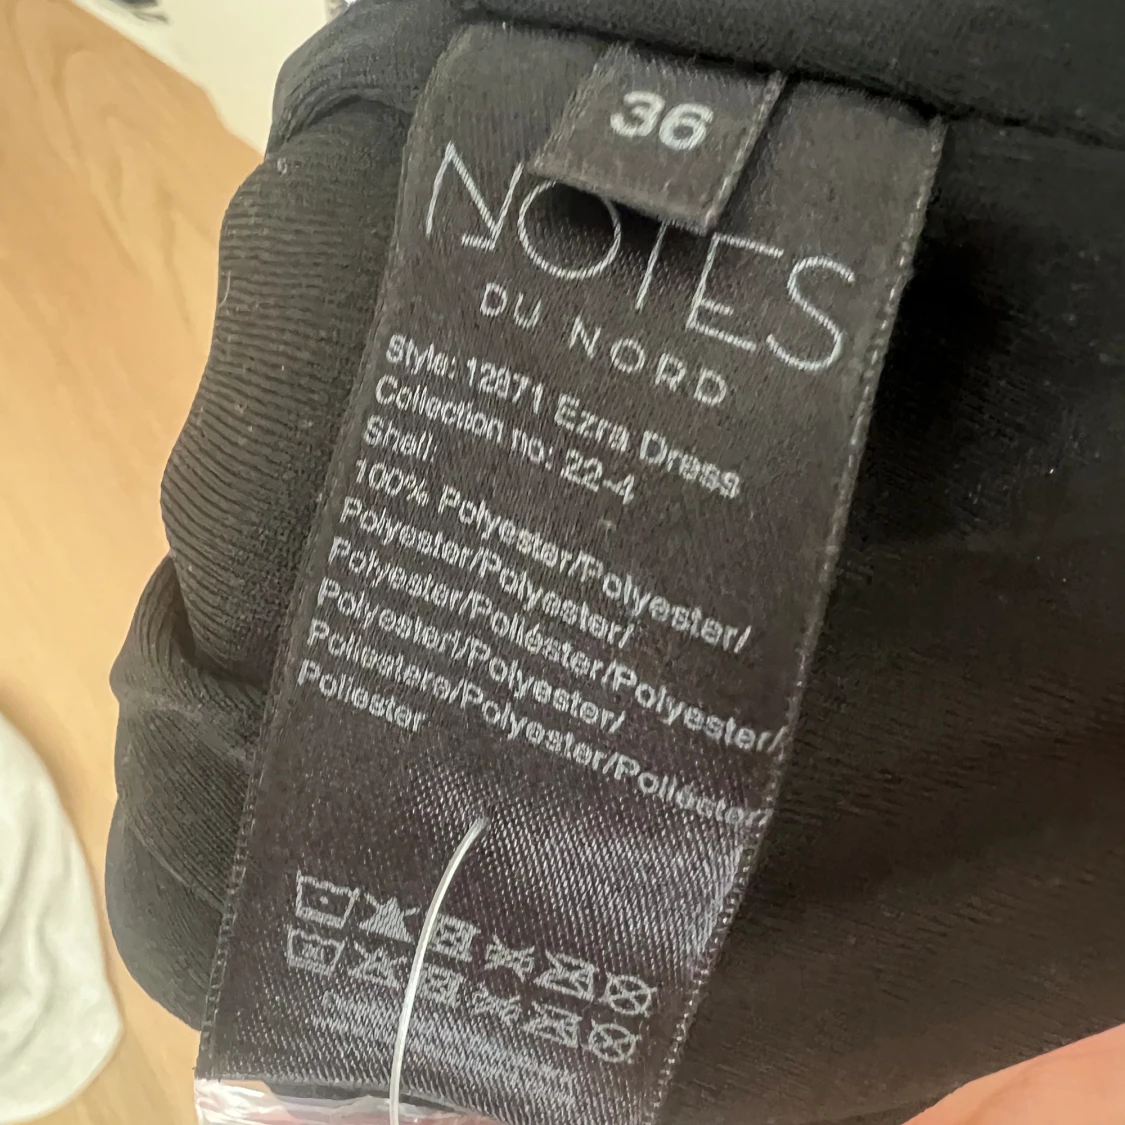 36
NOTES
DU NORD
Style: 12871 Ezra Dress
Collection no: 22-4
Shell:
100% Polyester/Polyester/
Polyester/Polyester/
Polyester/Poliéster/Polyester/
Polyesteri/Polyester/
Poliestere/Polyester/
Poliester